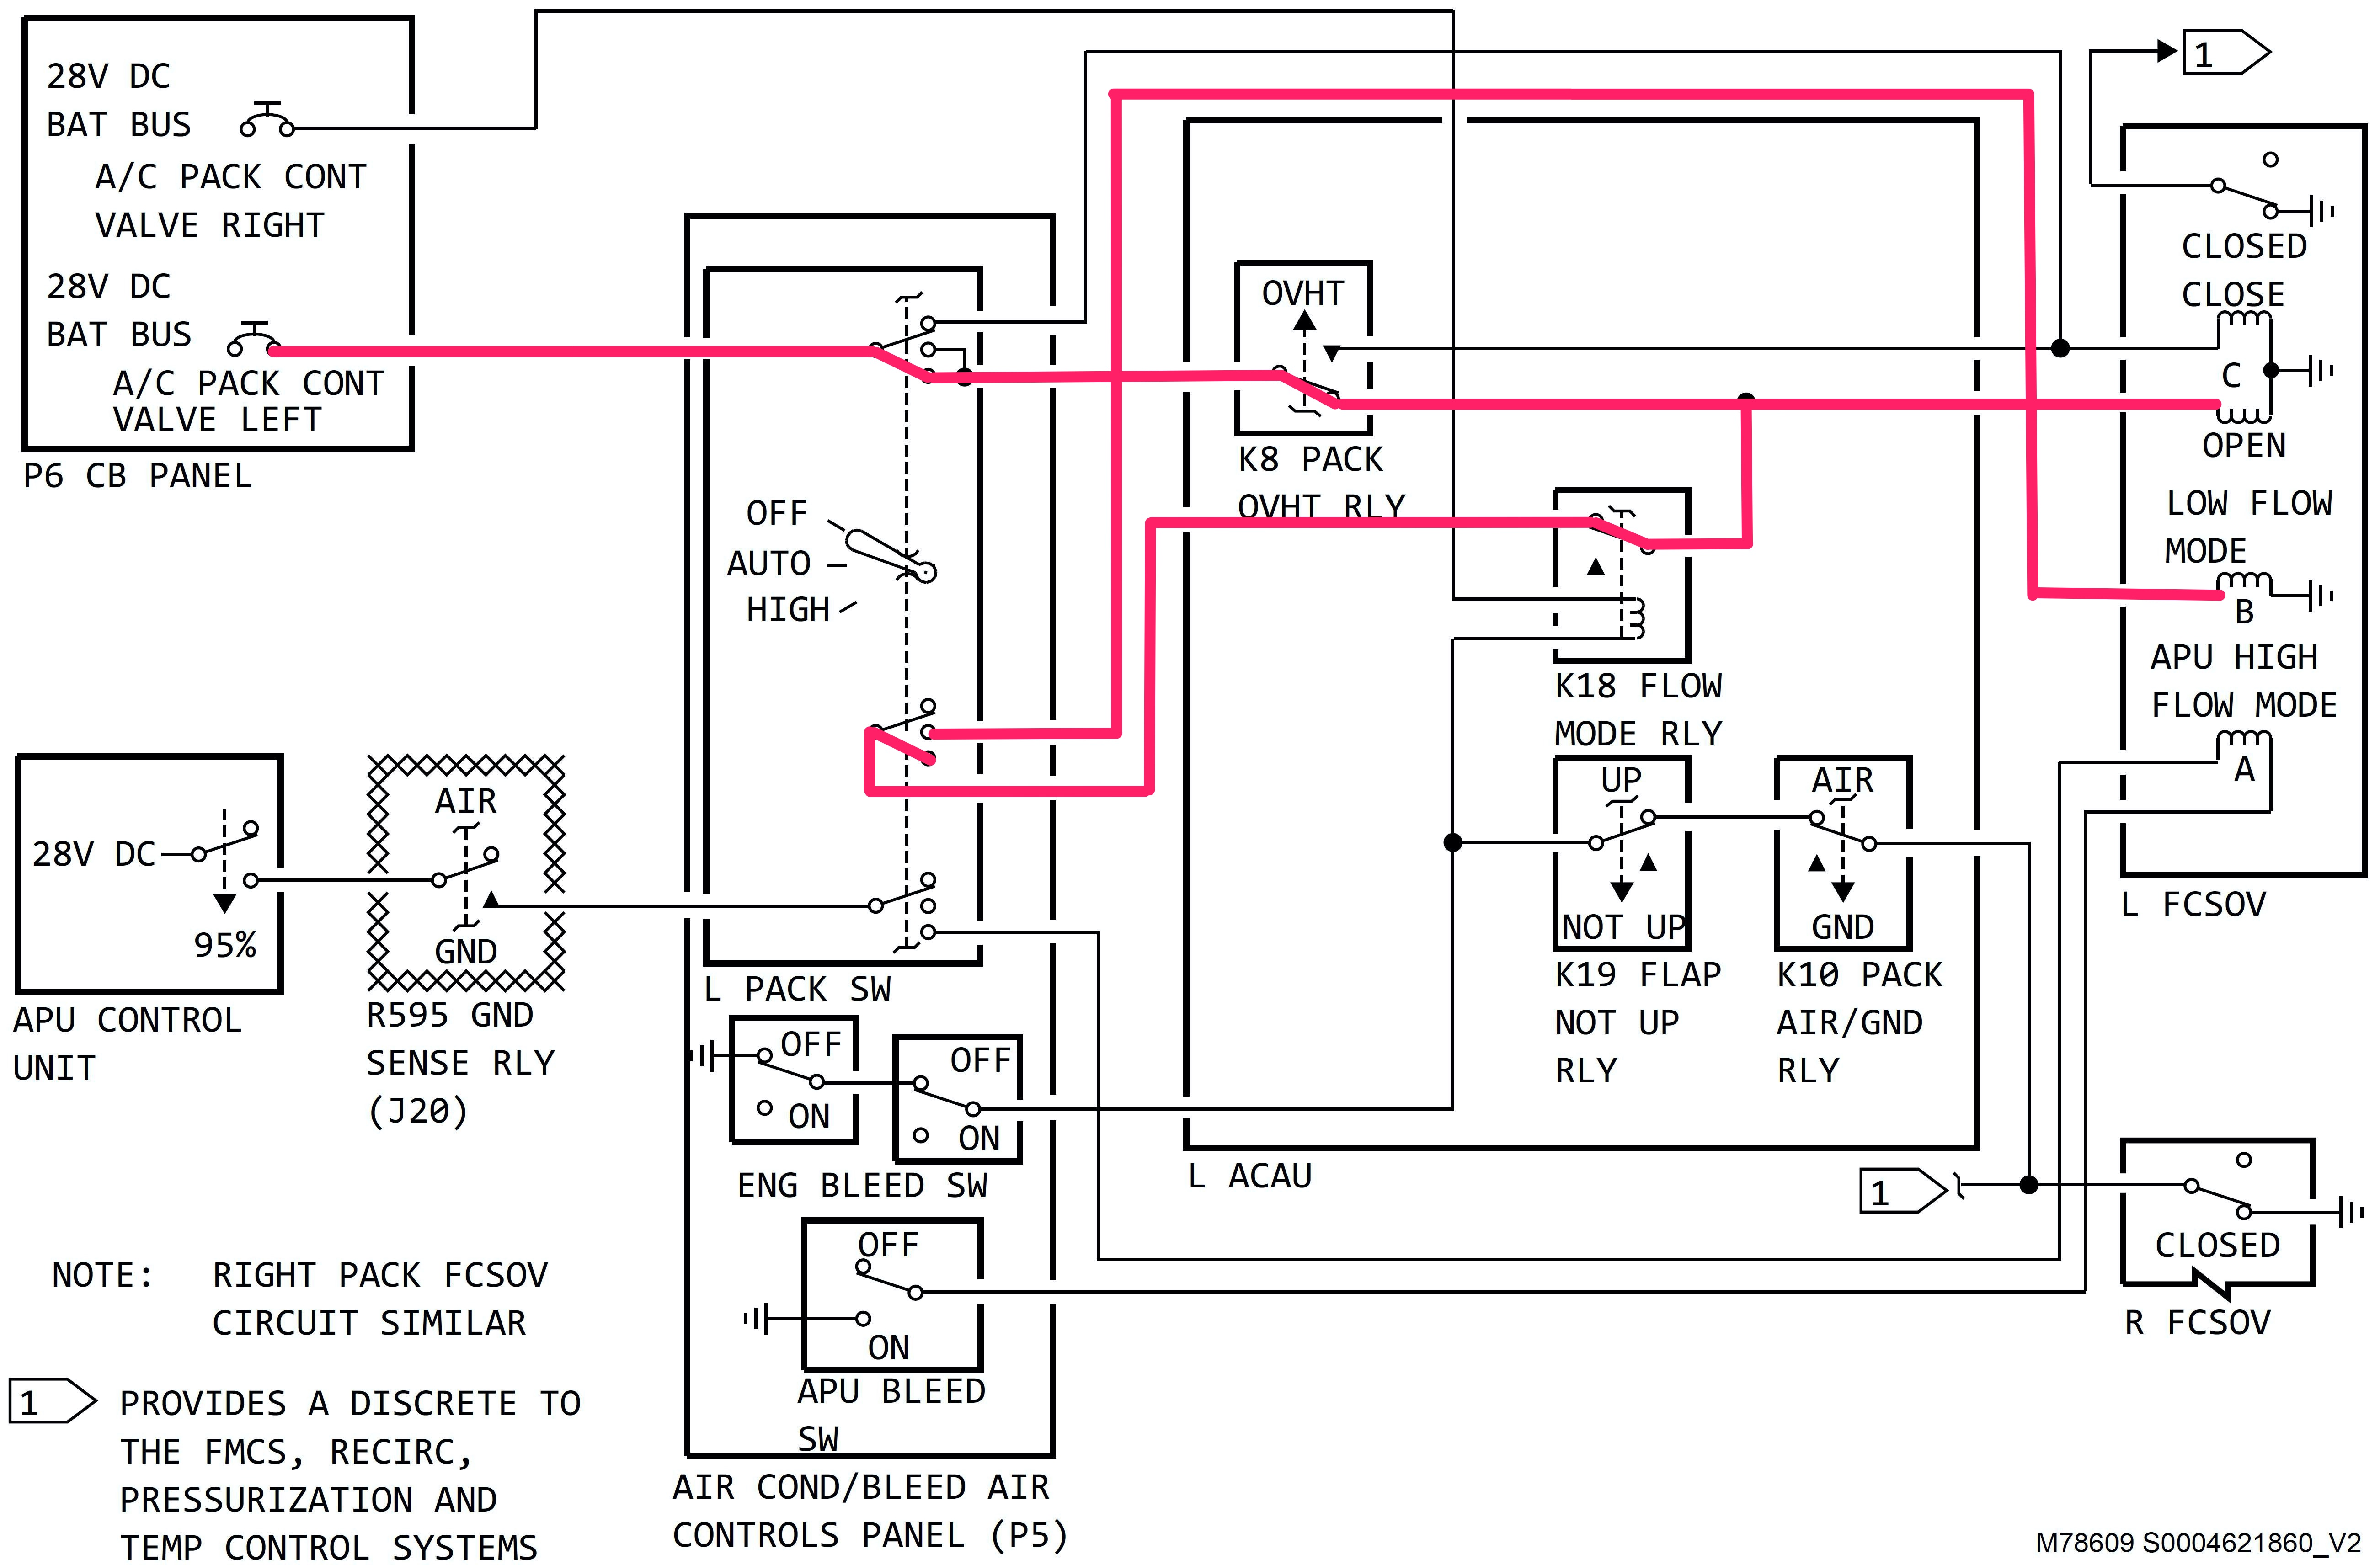 28V DC
BAT BUS
A/C PACK CONT
VALVE RIGHT
28V DC
BAT BUS
A/C PACK CONT
VALVE LEFT
P6 CB PANEL
OFF
AUTO
HIGH
L PACK SW
28V DC
95%
APU CONTROL
UNIT
AIR
GND
R595 GND
SENSE RLY
(J20)
OFF
ON
OFF
ON
ENG BLEED SW
OFF
ON
APU BLEED
SW
AIR COND/BLEED AIR
CONTROLS PANEL (P5)
OVHT
K8 PACK
OVHT RLY
K18 FLOW
MODE RLY
UP
NOT UP
K19 FLAP
NOT UP
RLY
AIR
GND
K10 PACK
AIR/GND
RLY
L ACAU
1
CLOSED
CLOSE
C
OPEN
LOW FLOW
MODE
B
APU HIGH
FLOW MODE
A
L FCSOV
1
CLOSED
R FCSOV
NOTE: RIGHT PACK FCSOV
CIRCUIT SIMILAR
1 PROVIDES A DISCRETE TO
THE FMCS, RECIRC,
PRESSURIZATION AND
TEMP CONTROL SYSTEMS
M78609 S0004621860_V2